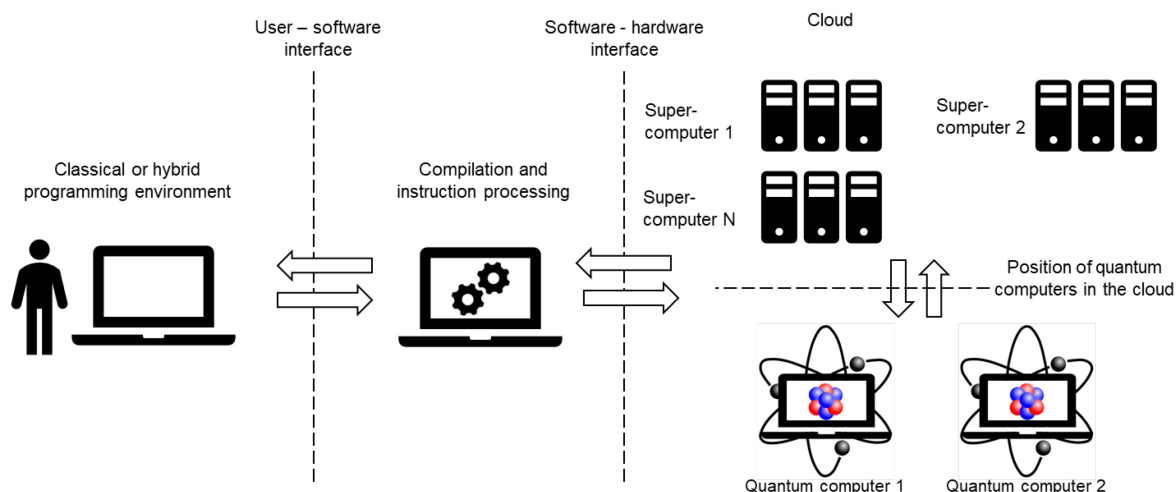 User – software
interface
Software - hardware
interface
Cloud
Super-
computer 1
Super-
computer 2
Classical or hybrid
programming environment
Compilation and
instruction processing
Super-
computer N
Position of quantum
computers in the cloud
Quantum computer 1
Quantum computer 2